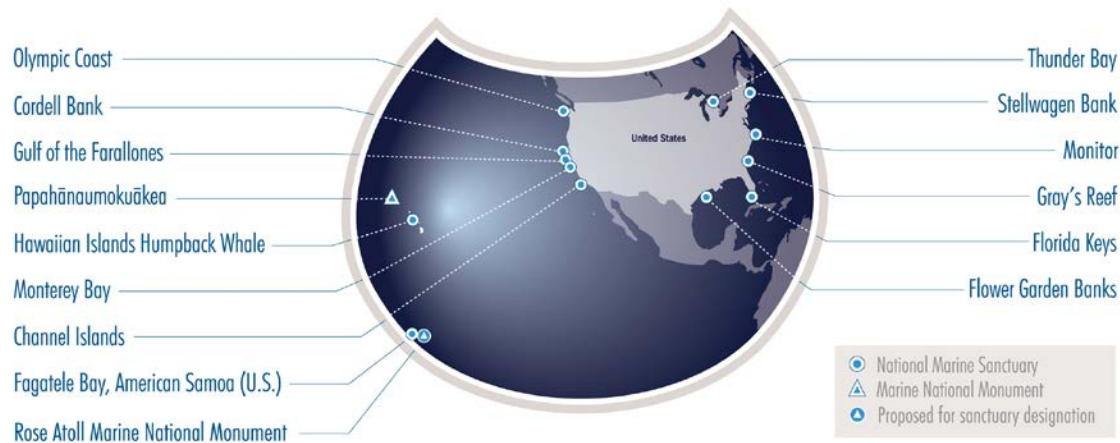 Olympic Coast
Cordell Bank
Gulf of the Farallones
Papahānaumokuākea
Hawaiian Islands Humpback Whale
Monterey Bay
Channel Islands
Fagatele Bay, American Samoa (U.S.)
Rose Atoll Marine National Monument
United States
Thunder Bay
Stellwagen Bank
Monitor
Gray's Reef
Florida Keys
Flower Garden Banks
National Marine Sanctuary
Marine National Monument
Proposed for sanctuary designation